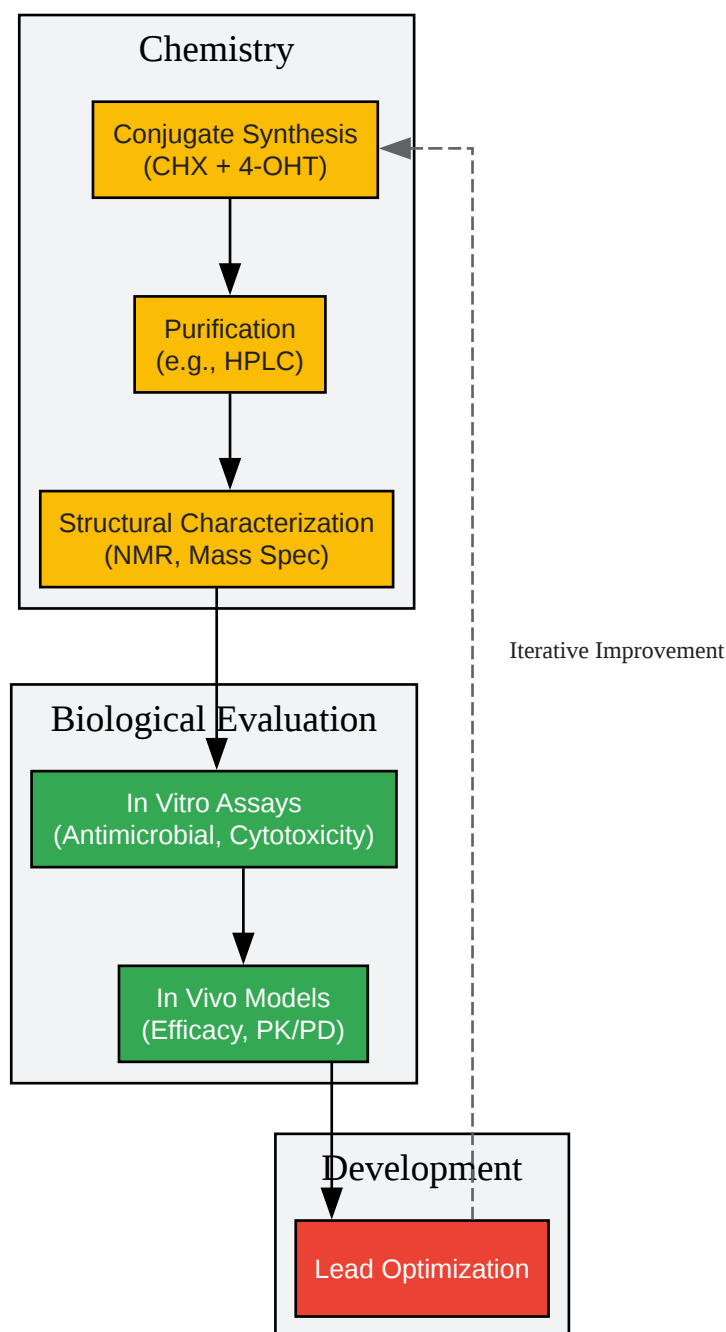 Chemistry
Conjugate Synthesis
(CHX + 4-OHT)
Purification
(e.g., HPLC)
Structural Characterization
(NMR, Mass Spec)
Iterative Improvement
Biological Evaluation
In Vitro Assays
(Antimicrobial, Cytotoxicity)
In Vivo Models
(Efficacy, PK/PD)
Development
Lead Optimization